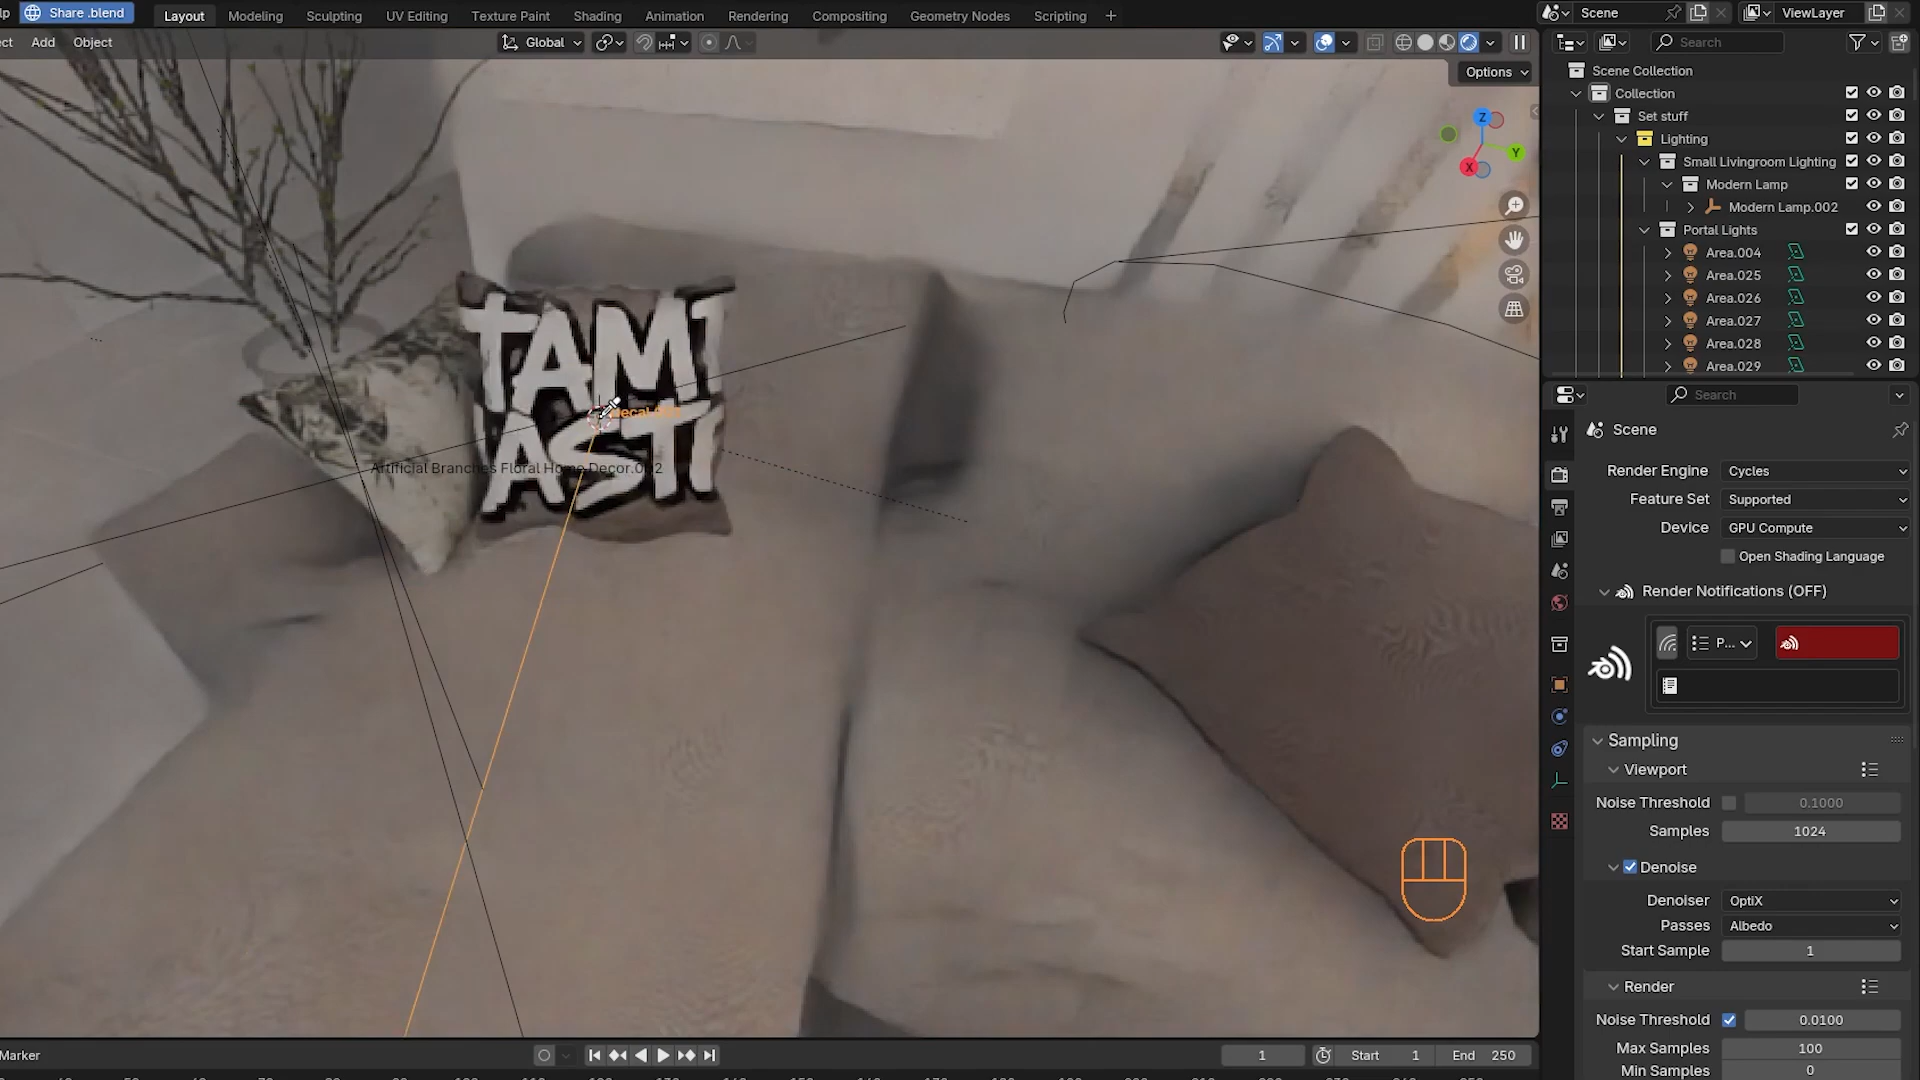 lp Share .blend Layout Modeling Sculpting UV Editing Texture Paint Shading Animation Rendering Compositing Geometry Nodes Scripting + Scene ViewLayer
ect Add Object Global Search
Options
Scene Collection
Collection
Set stuff
Lighting
Small Livingroom Lighting
Modern Lamp
Modern Lamp.002
Portal Lights
Area.004
Area.025
Area.026
Area.027
Area.028
Area.029
Z
Y
X
TAMI
ASTI
Artificial Branches Floral Home Decor.002
Search
Scene
Render Engine Cycles
Feature Set Supported
Device GPU Compute
Open Shading Language
Render Notifications (OFF)
P...
Sampling
Viewport
Noise Threshold 0.1000
Samples 1024
Denoise
Denoiser OptiX
Passes Albedo
Start Sample 1
Render
Noise Threshold 0.0100
Max Samples 100
Min Samples 0
Marker 1 Start 1 End 250